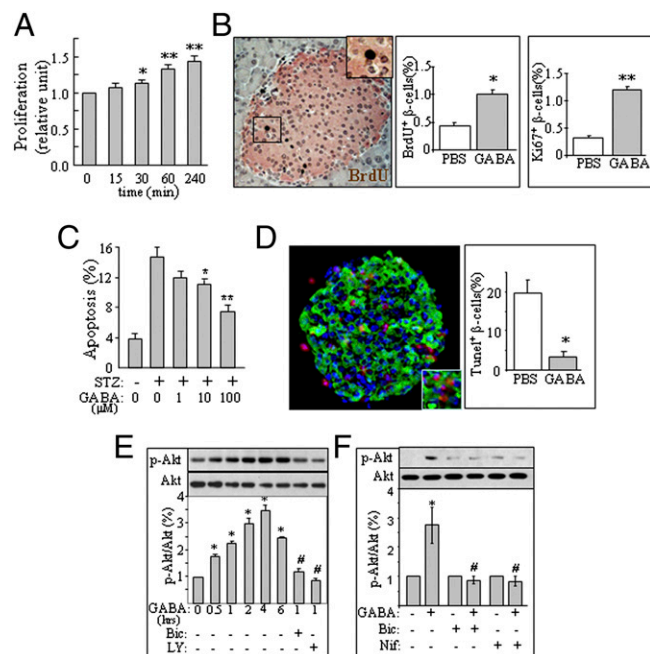 A
Proliferation
(relative unit)
1.5
1.0
0.5
0.0
* ** **
0 15 30 60 240
time (min)
B
BrdU
BrdU+ β-cells(%)
1.5
1.0
0.5
0
*
PBS GABA
Ki67+ β-cells(%)
1.5
1.0
0.5
0
**
PBS GABA
C
Apoptosis (%)
16
12
8
4
0
* **
STZ: - + + + +
GABA: 0 0 1 10 100
(μM)
D
Tunel+ β-cells(%)
20
10
0
*
PBS GABA
E
p-Akt
Akt
p-Akt/Akt (%)
4
3
2
1
* * * * * # #
GABA: 0 0.5 1 2 4 6 1 1
(hrs)
Bic: - - - - - - + -
LY: - - - - - - - +
F
p-Akt
Akt
p-Akt/Akt (%)
4
3
2
1
* # #
GABA: - + - + - +
Bic: - - + + - -
Nif: - - - - + +